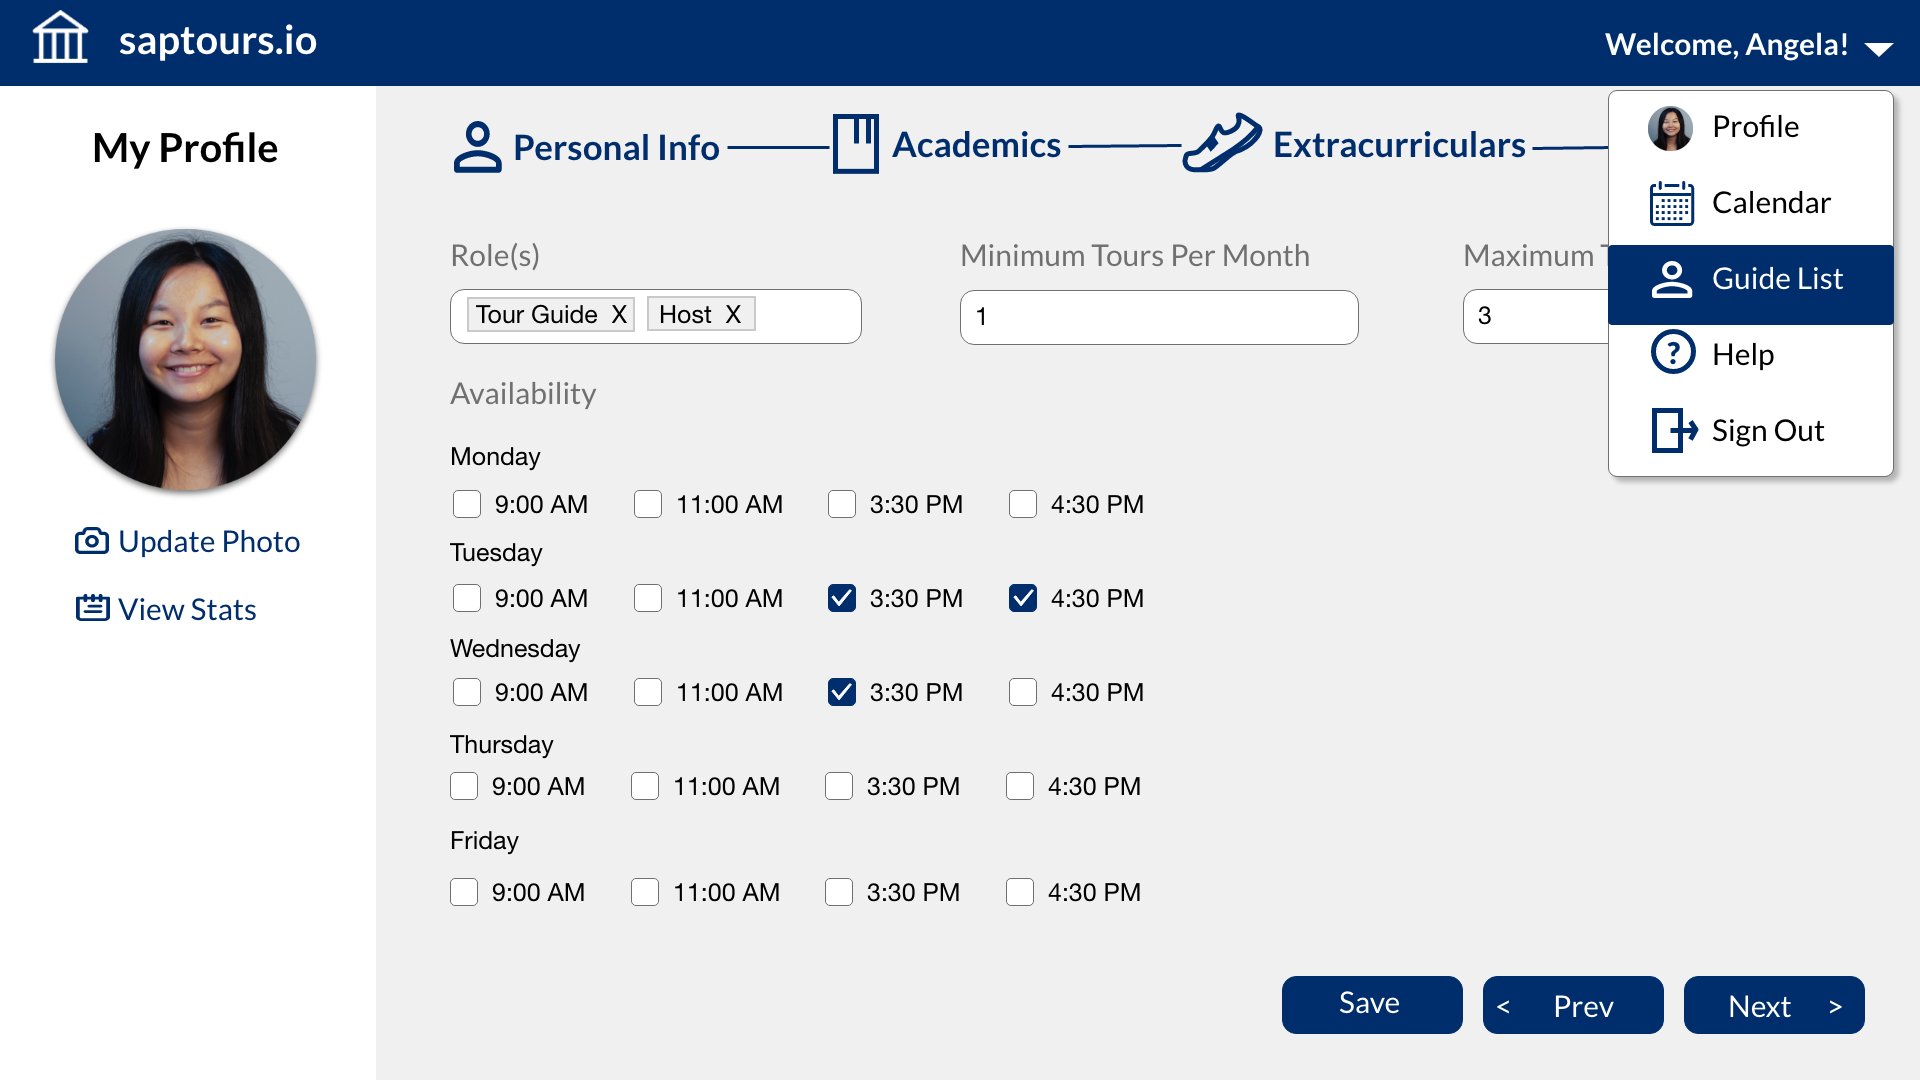 saptours.io
Welcome, Angela!
My Profile
Personal Info
Academics
Extracurriculars
Profile
Calendar
Guide List
Help
Sign Out
Role(s)
Minimum Tours Per Month
Maximum
Tour Guide X
Host X
1
3
Availability
Monday
9:00 AM 11:00 AM 3:30 PM 4:30 PM
Tuesday
9:00 AM 11:00 AM 3:30 PM 4:30 PM
Wednesday
9:00 AM 11:00 AM 3:30 PM 4:30 PM
Thursday
9:00 AM 11:00 AM 3:30 PM 4:30 PM
Friday
9:00 AM 11:00 AM 3:30 PM 4:30 PM
Update Photo
View Stats
Save
< Prev
Next >